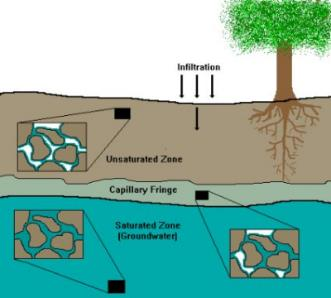 Infiltration
Unsaturated Zone
Capillary Fringe
Saturated Zone
(Groundwater)